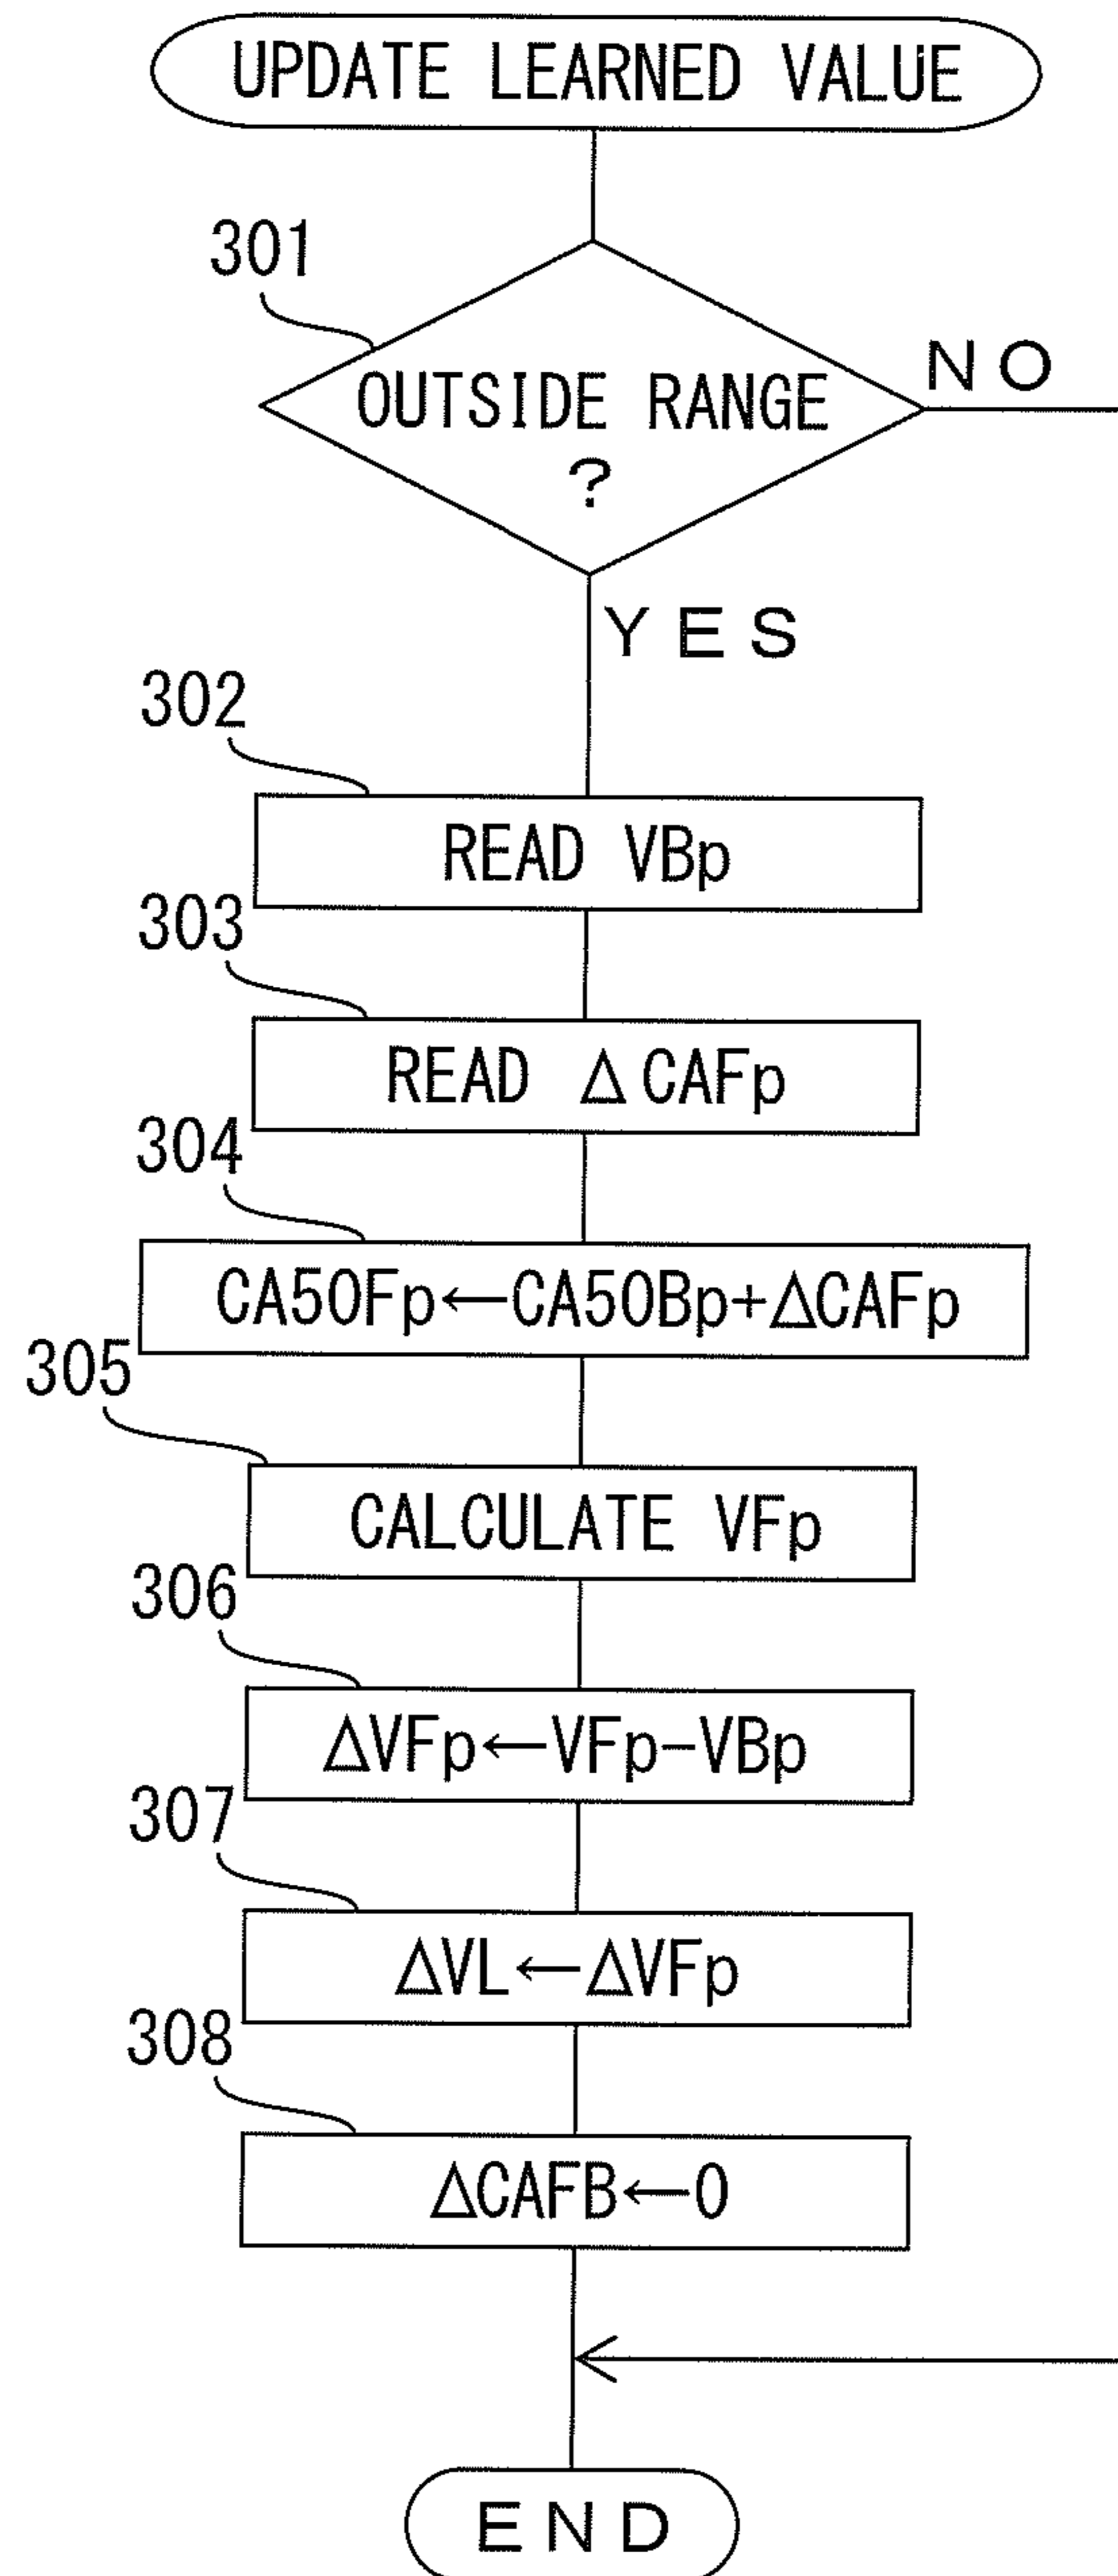 UPDATE LEARNED VALUE
301
OUTSIDE RANGE
?
NO
YES
302
READ VBp
303
READ ΔCAFp
304
CA50Fp←CA50Bp+ΔCAFp
305
CALCULATE VFp
306
ΔVFp←VFp-VBp
307
ΔVL←ΔVFp
308
ΔCAFB←0
END